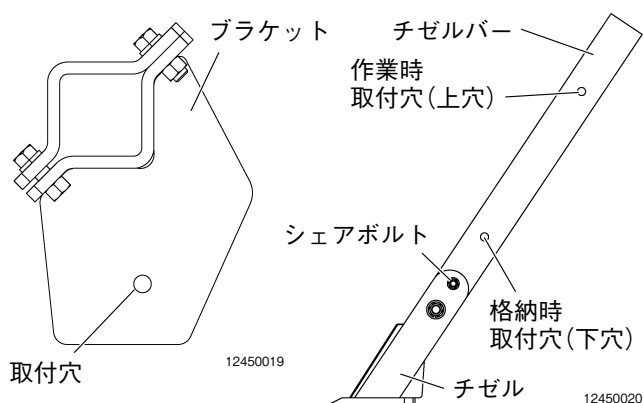 ブラケット
取付穴
12450019
チゼルバー
作業時
取付穴(上穴)
シェアボルト
格納時
取付穴(下穴)
チゼル
12450020